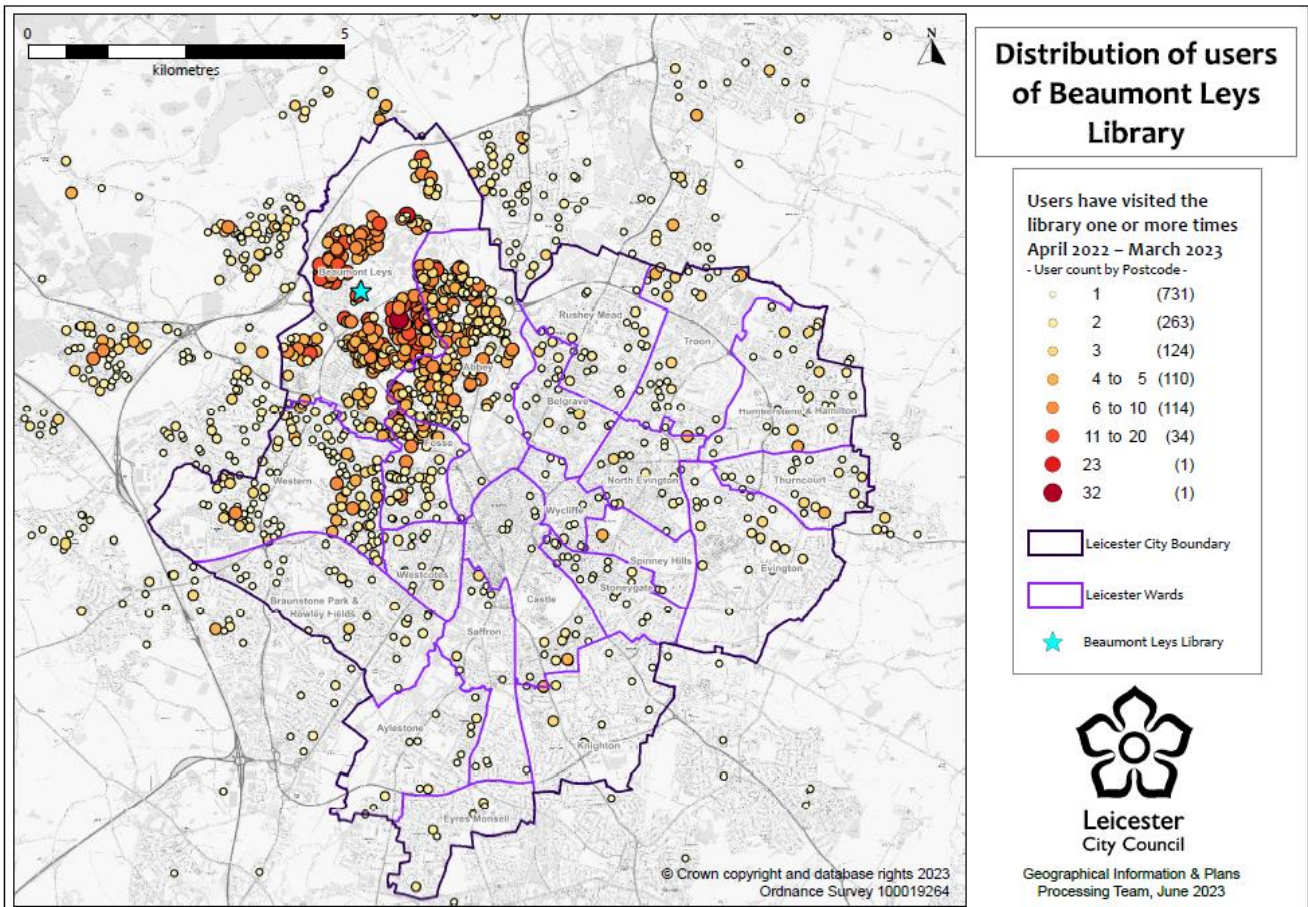 0
5
kilometres
N
Beaumont Leys
Rushey Mead
Troon
Abbey
Belgrave
Humberstone & Hamilton
Fosse
Western
North Evington
Thurncourt
Wycliffe
Spinney Hills
Evington
Westcotes
Stoneygate
Braunstone Park &
Rowley Fields
Castle
Saffron
Aylestone
Knighton
Eyres Monsell
© Crown copyright and database rights 2023
Ordnance Survey 100019264
Distribution of users
of Beaumont Leys
Library
Users have visited the
library one or more times
April 2022 – March 2023
- User count by Postcode -
1 (731)
2 (263)
3 (124)
4 to 5 (110)
6 to 10 (114)
11 to 20 (34)
23 (1)
32 (1)
Leicester City Boundary
Leicester Wards
Beaumont Leys Library
Leicester
City Council
Geographical Information & Plans
Processing Team, June 2023